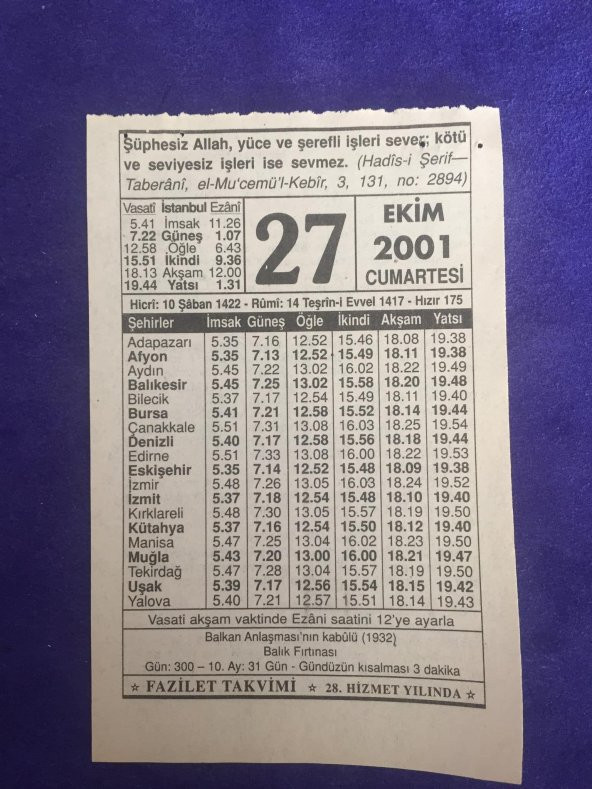 Şüphesiz Allah, yüce ve şerefli işleri sever; kötü
ve seviyesiz işleri ise sevmez. (Hadîs-i Şerif—
Taberânî, el-Mu'cemü'l-Kebîr, 3, 131, no: 2894)
Vasatî İstanbul Ezânî
5.41 İmsak 11.26
7.22 Güneş 1.07
12.58 Öğle 6.43
15.51 İkindi 9.36
18.13 Akşam 12.00
19.44 Yatsı 1.31
27
EKİM
2001
CUMARTESİ
Hicrî: 10 Şâban 1422 - Rûmî: 14 Teşrîn-i Evvel 1417 - Hızır 175
Şehirler İmsak Güneş Öğle İkindi Akşam Yatsı
Adapazarı 5.35 7.16 12.52 15.46 18.08 19.38
Afyon 5.35 7.13 12.52 15.49 18.11 19.38
Aydın 5.45 7.22 13.02 16.02 18.22 19.49
Balıkesir 5.45 7.25 13.02 15.58 18.20 19.48
Bilecik 5.37 7.17 12.54 15.49 18.11 19.40
Bursa 5.41 7.21 12.58 15.52 18.14 19.44
Çanakkale 5.51 7.31 13.08 16.03 18.25 19.54
Denizli 5.40 7.17 12.58 15.56 18.18 19.44
Edirne 5.51 7.33 13.08 16.00 18.22 19.53
Eskişehir 5.35 7.14 12.52 15.48 18.09 19.38
İzmir 5.48 7.26 13.05 16.03 18.24 19.52
İzmit 5.37 7.18 12.54 15.48 18.10 19.40
Kırklareli 5.48 7.30 13.05 15.57 18.19 19.50
Kütahya 5.37 7.16 12.54 15.50 18.12 19.40
Manisa 5.47 7.25 13.04 16.02 18.23 19.50
Muğla 5.43 7.20 13.00 16.00 18.21 19.47
Tekirdağ 5.47 7.28 13.04 15.57 18.19 19.50
Uşak 5.39 7.17 12.56 15.54 18.15 19.42
Yalova 5.40 7.21 12.57 15.51 18.14 19.43
Vasatî akşam vaktinde Ezâni saatini 12'ye ayarla
Balkan Anlaşması'nın kabûlü (1932)
Balık Fırtınası
Gün: 300 – 10. Ay: 31 Gün - Gündüzün kısalması 3 dakika
☆ FAZİLET TAKVİMİ ☆ 28. HİZMET YILINDA ☆